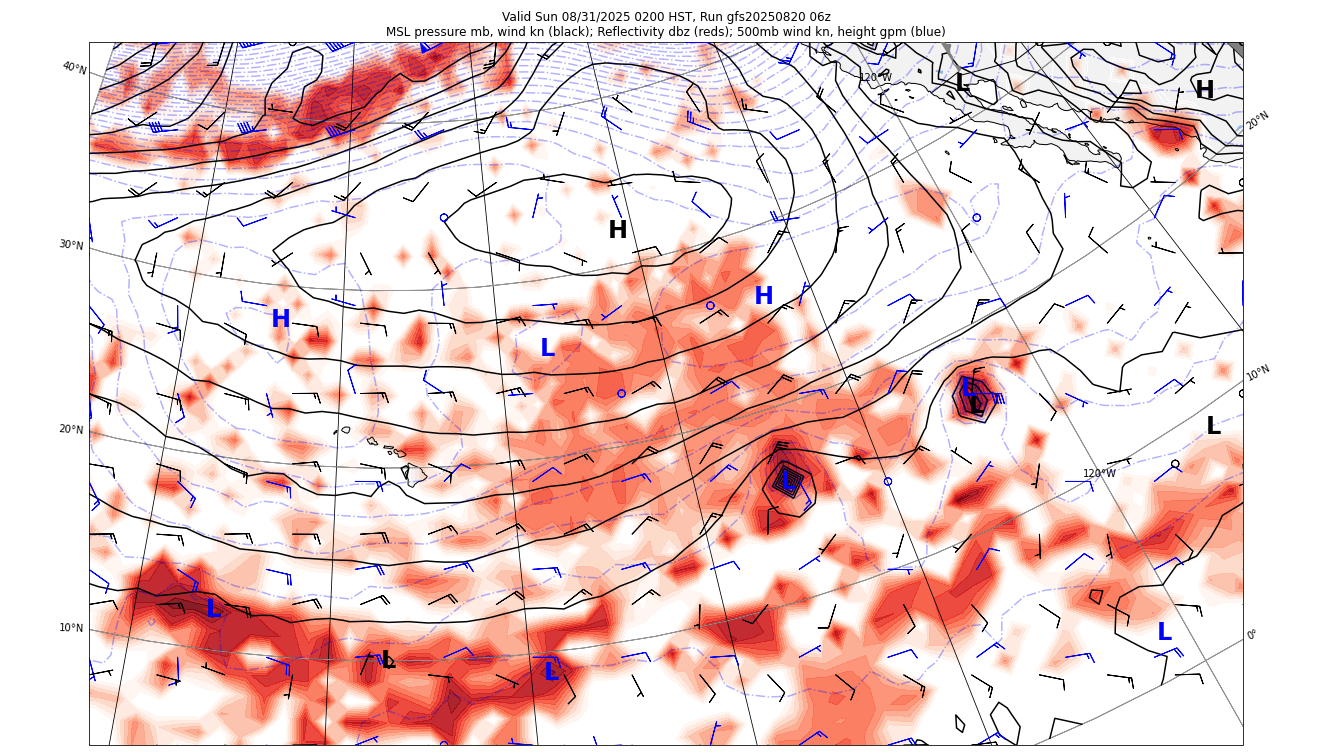 Valid Sun 08/31/2025 0200 HST, Run gfs20250820 06z
MSL pressure mb, wind kn (black); Reflectivity dbz (reds); 500mb wind kn, height gpm (blue)
40°N
120°W
L
H
20°N
30°N
H
H
H
L
L
L
10°N
20°N
L
L
120°W
10°N
L
L
L
L
0°